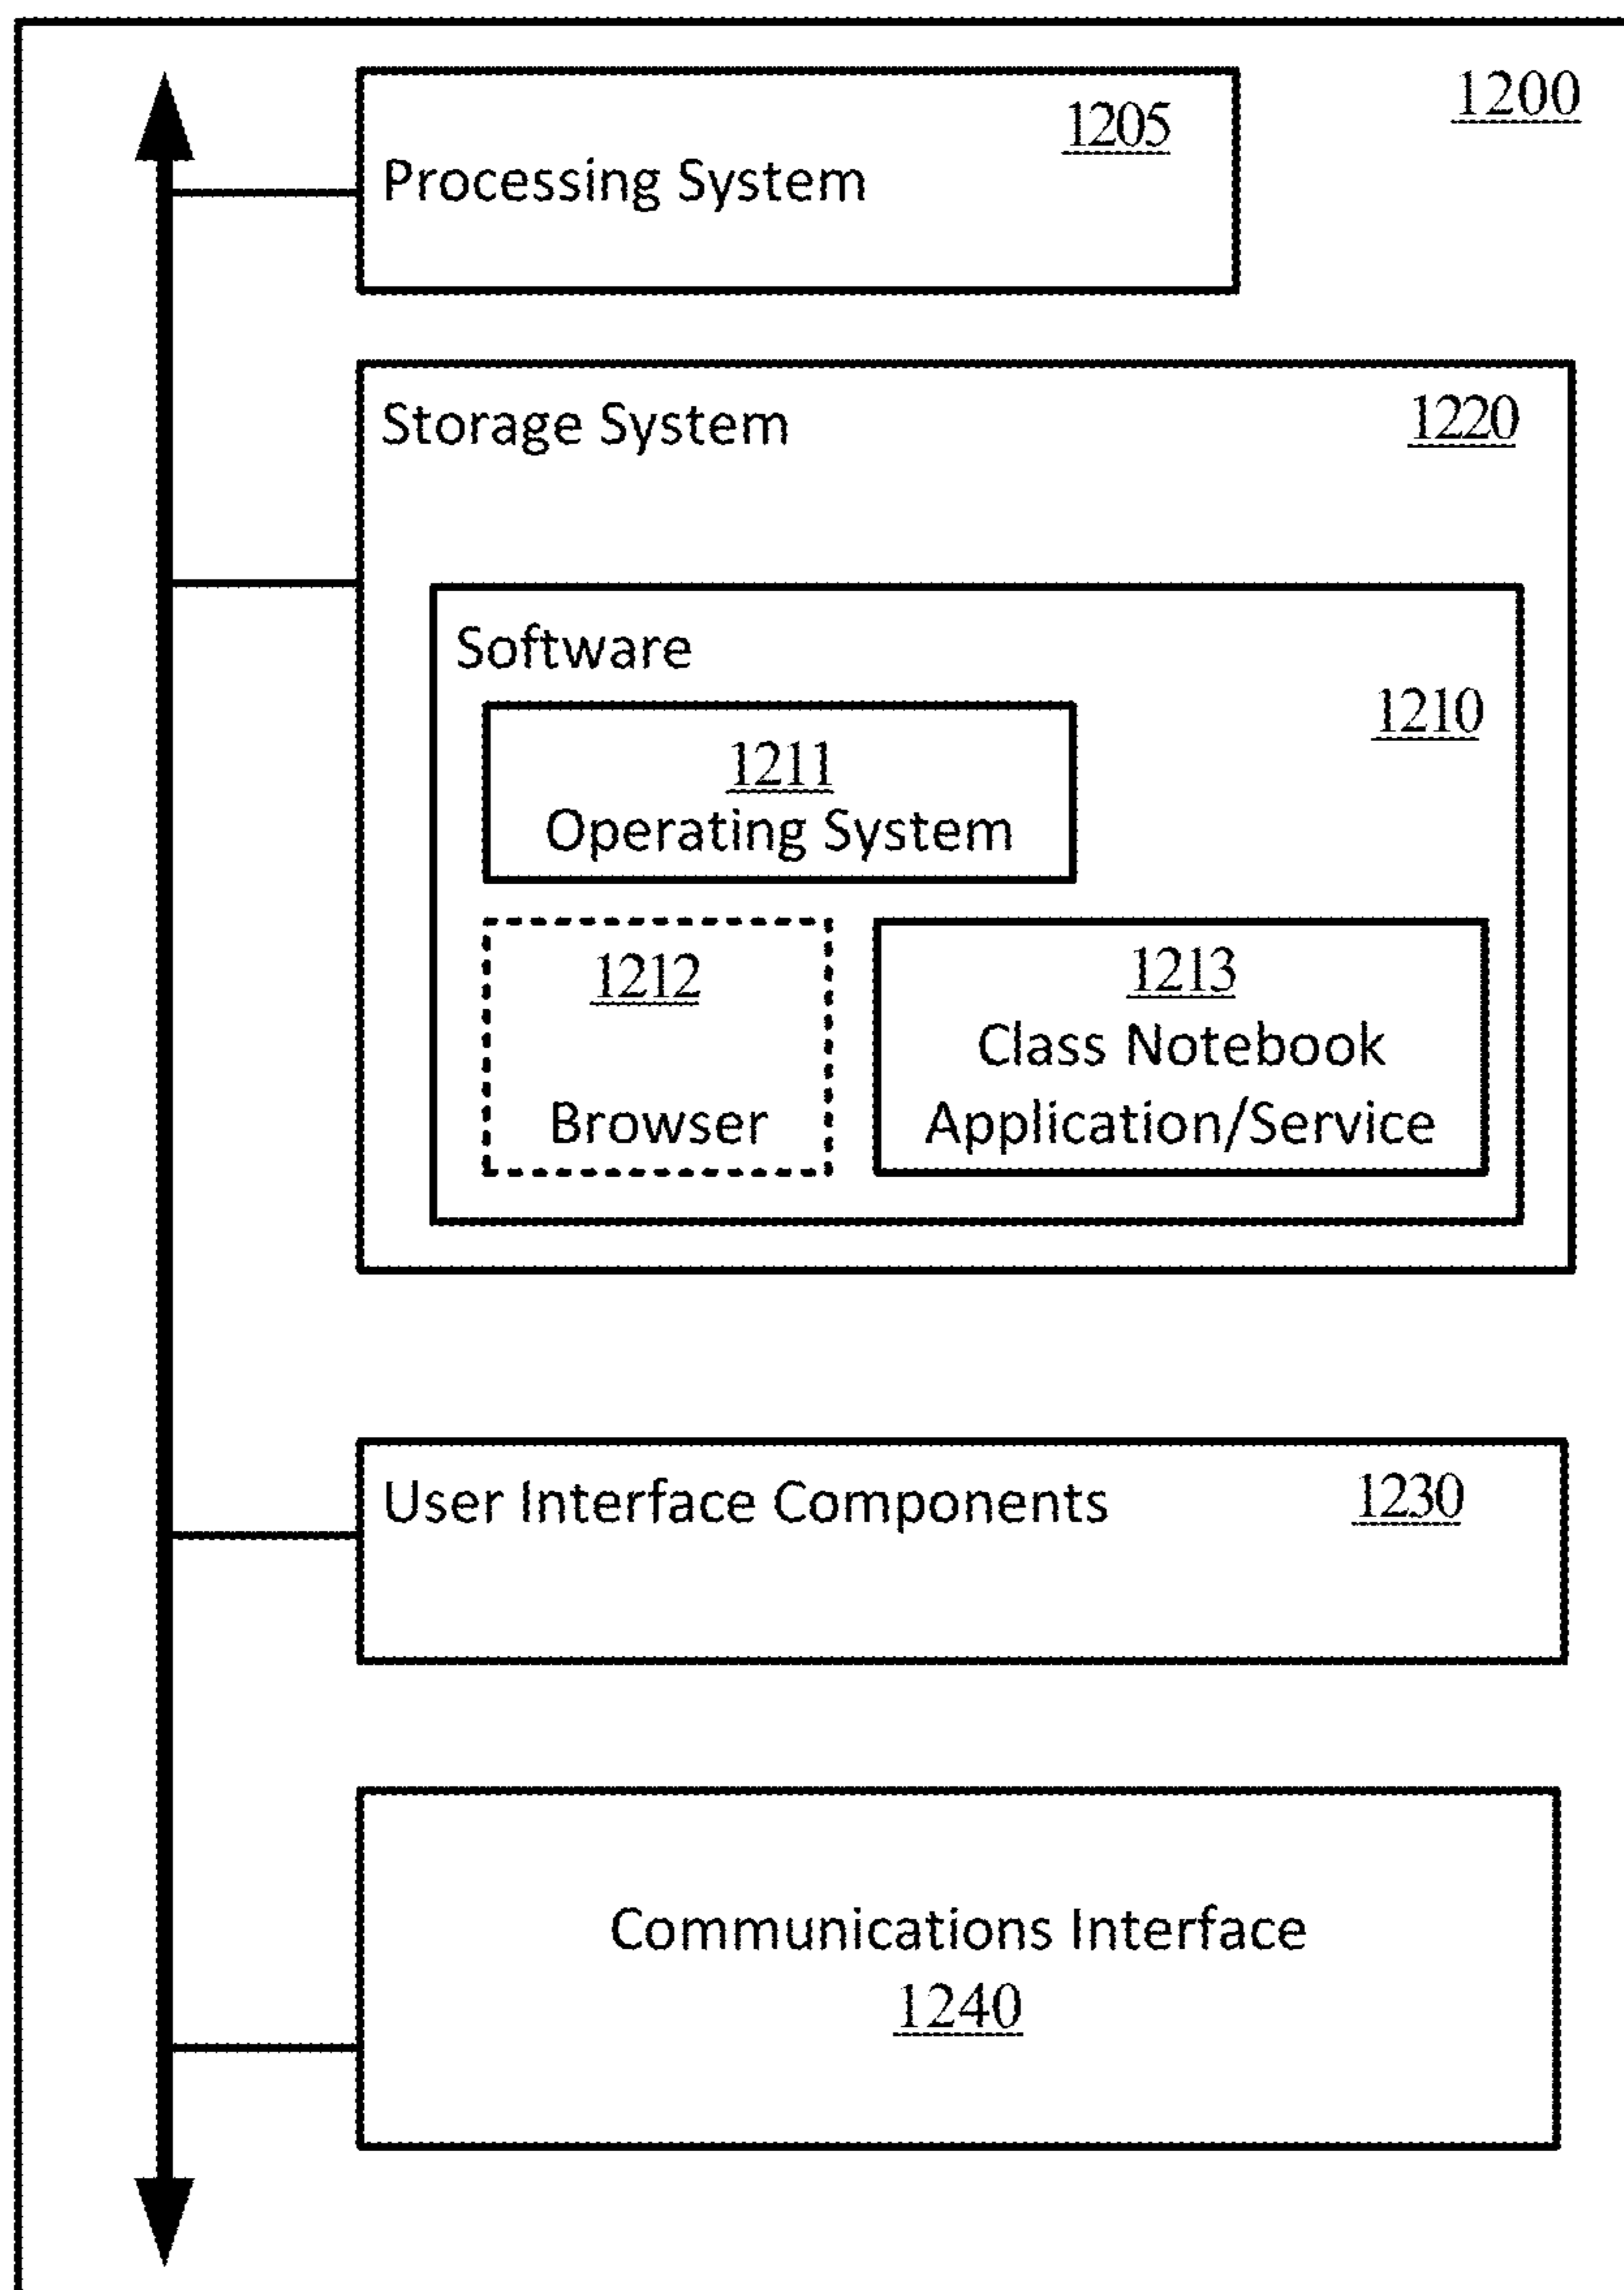 1200
1205
Processing System
Storage System 1220
Software
1210
1211
Operating System
1212
Browser
1213
Class Notebook
Application/Service
User Interface Components 1230
Communications Interface
1240